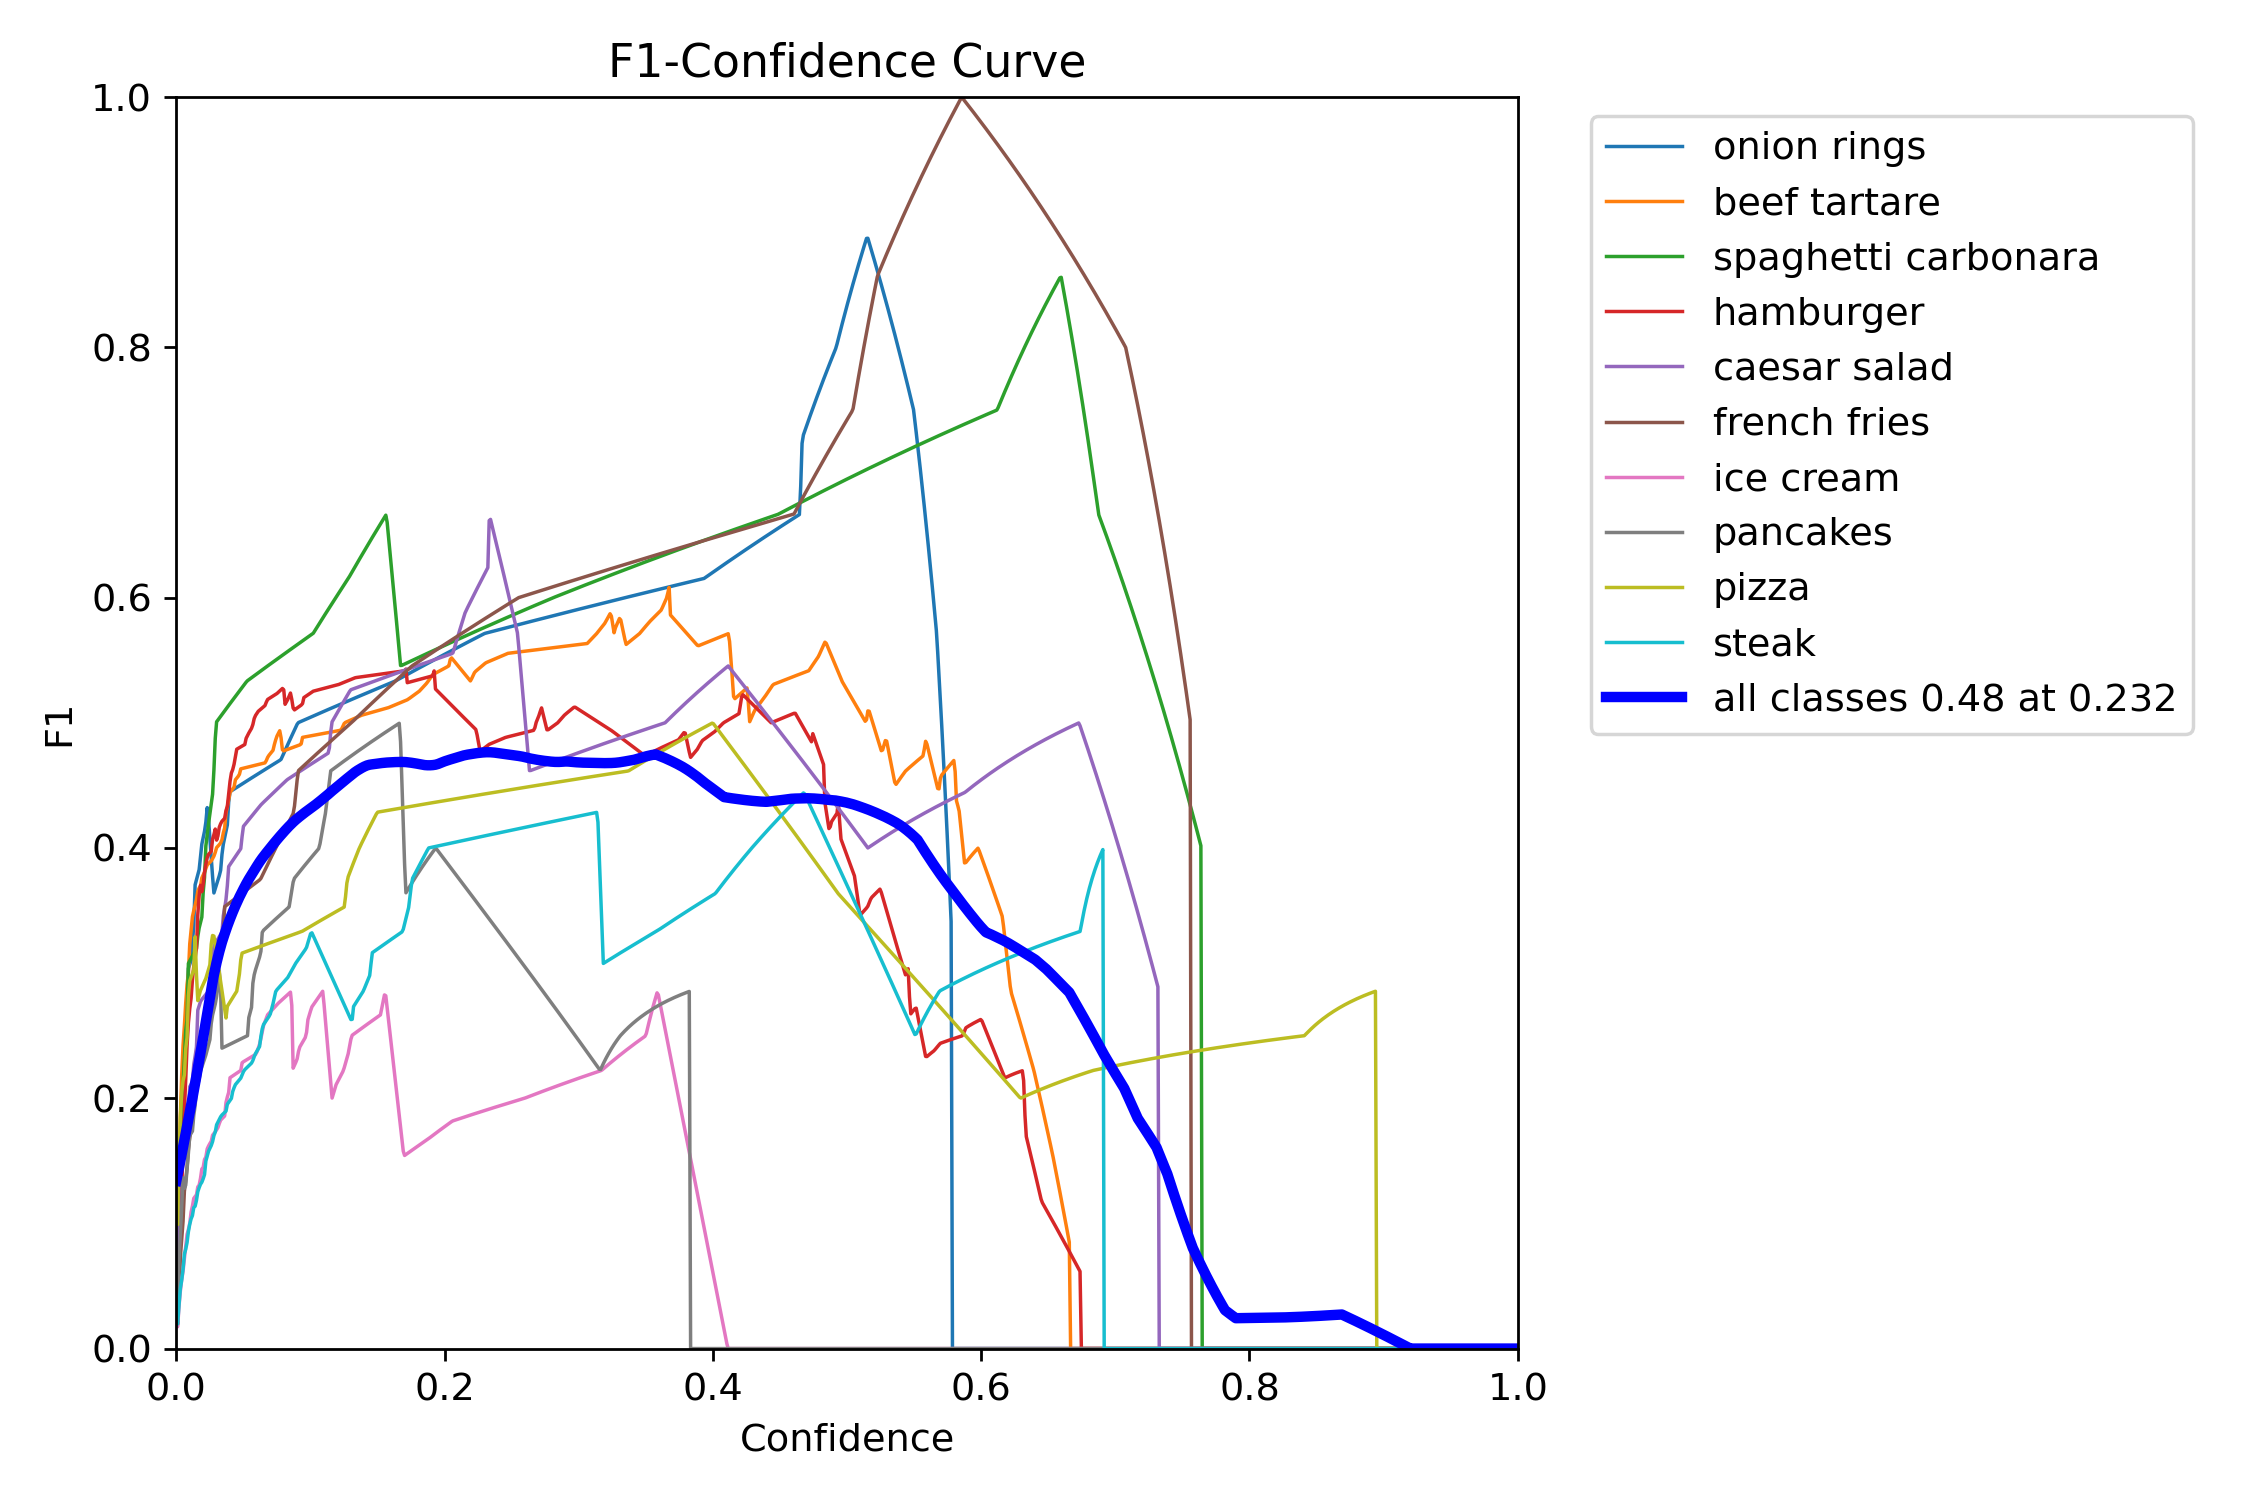 F1-Confidence Curve
1.0
0.8
0.6
0.4
0.2
0.0
F1
0.0 0.2 0.4 0.6 0.8 1.0
Confidence
onion rings
beef tartare
spaghetti carbonara
hamburger
caesar salad
french fries
ice cream
pancakes
pizza
steak
all classes 0.48 at 0.232